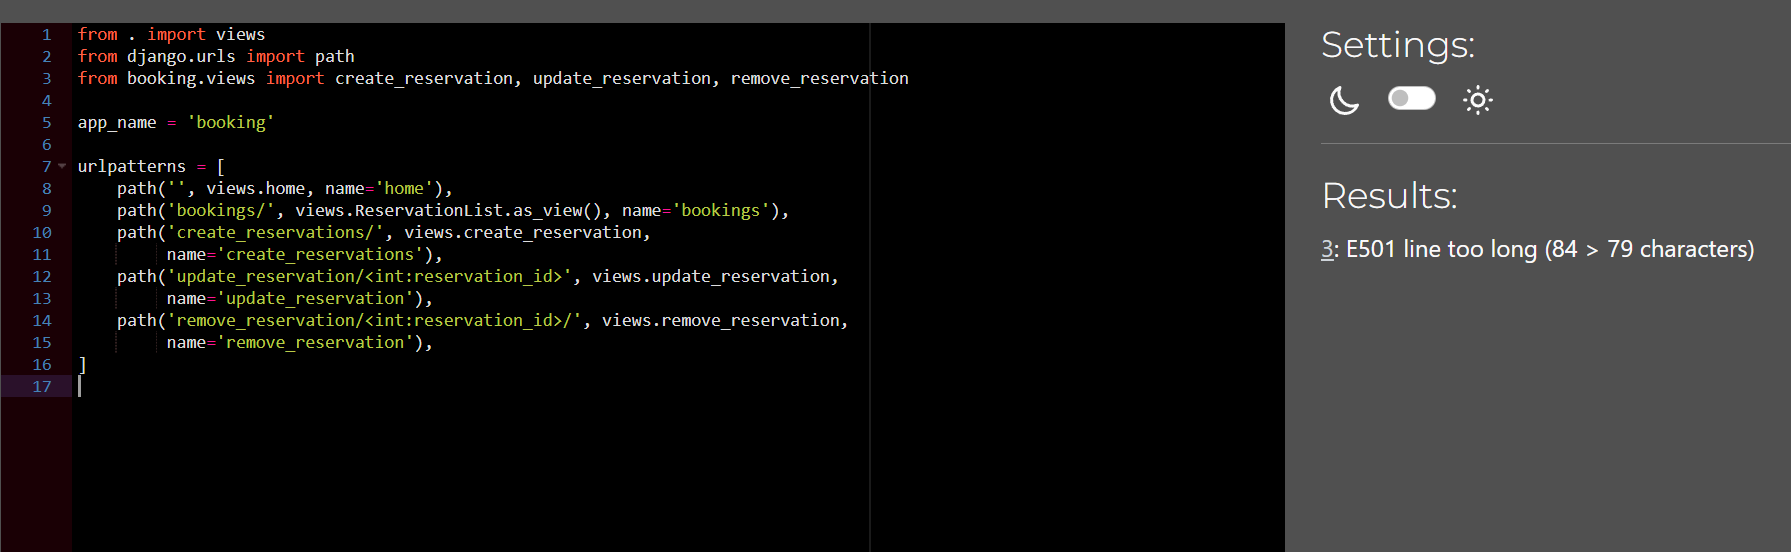 1 from . import views
2 from django.urls import path
3 from booking.views import create_reservation, update_reservation, remove_reservation
4
5 app_name = 'booking'
6
7 urlpatterns = [
8     path('', views.home, name='home'),
9     path('bookings/', views.ReservationList.as_view(), name='bookings'),
10     path('create_reservations/', views.create_reservation,
11          name='create_reservations'),
12     path('update_reservation/<int:reservation_id>', views.update_reservation,
13          name='update_reservation'),
14     path('remove_reservation/<int:reservation_id>/', views.remove_reservation,
15          name='remove_reservation'),
16 ]
17
Settings:
Results:
3: E501 line too long (84 > 79 characters)